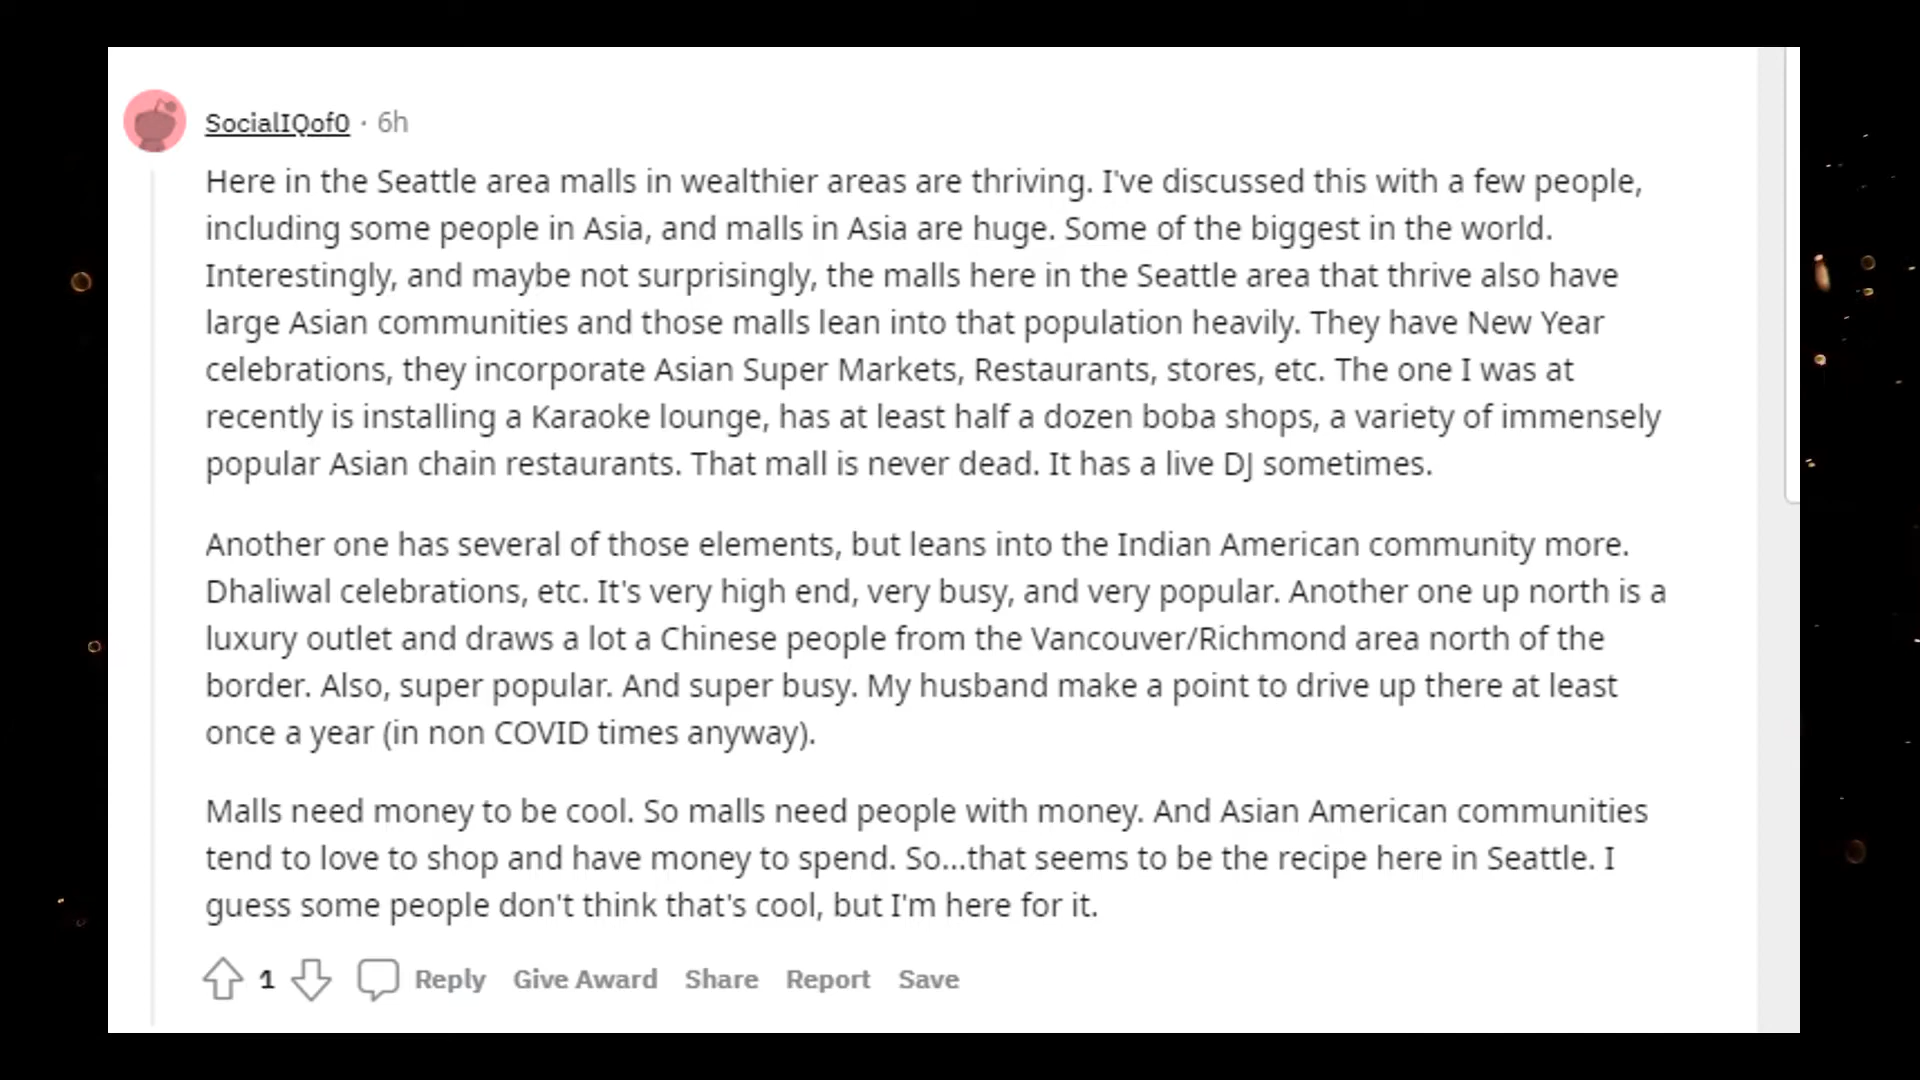 SocialIQof0 · 6h
Here in the Seattle area malls in wealthier areas are thriving. I've discussed this with a few people,
including some people in Asia, and malls in Asia are huge. Some of the biggest in the world.
Interestingly, and maybe not surprisingly, the malls here in the Seattle area that thrive also have
large Asian communities and those malls lean into that population heavily. They have New Year
celebrations, they incorporate Asian Super Markets, Restaurants, stores, etc. The one I was at
recently is installing a Karaoke lounge, has at least half a dozen boba shops, a variety of immensely
popular Asian chain restaurants. That mall is never dead. It has a live DJ sometimes.
Another one has several of those elements, but leans into the Indian American community more.
Dhaliwal celebrations, etc. It's very high end, very busy, and very popular. Another one up north is a
luxury outlet and draws a lot a Chinese people from the Vancouver/Richmond area north of the
border. Also, super popular. And super busy. My husband make a point to drive up there at least
once a year (in non COVID times anyway).
Malls need money to be cool. So malls need people with money. And Asian American communities
tend to love to shop and have money to spend. So...that seems to be the recipe here in Seattle. I
guess some people don't think that's cool, but I'm here for it.
1 Reply Give Award Share Report Save